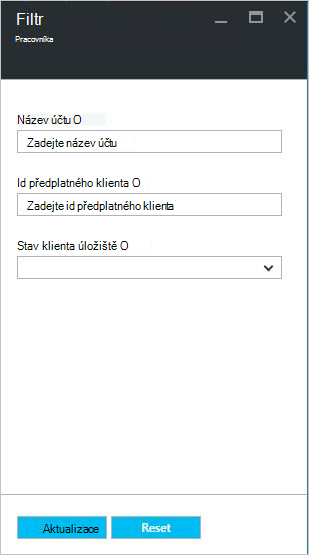 Filtr
Pracovníka
Název účtu O
Zadejte název účtu
Id předplatného klienta O
Zadejte id předplatného klienta
Stav klienta úložiště O
Aktualizace
Reset